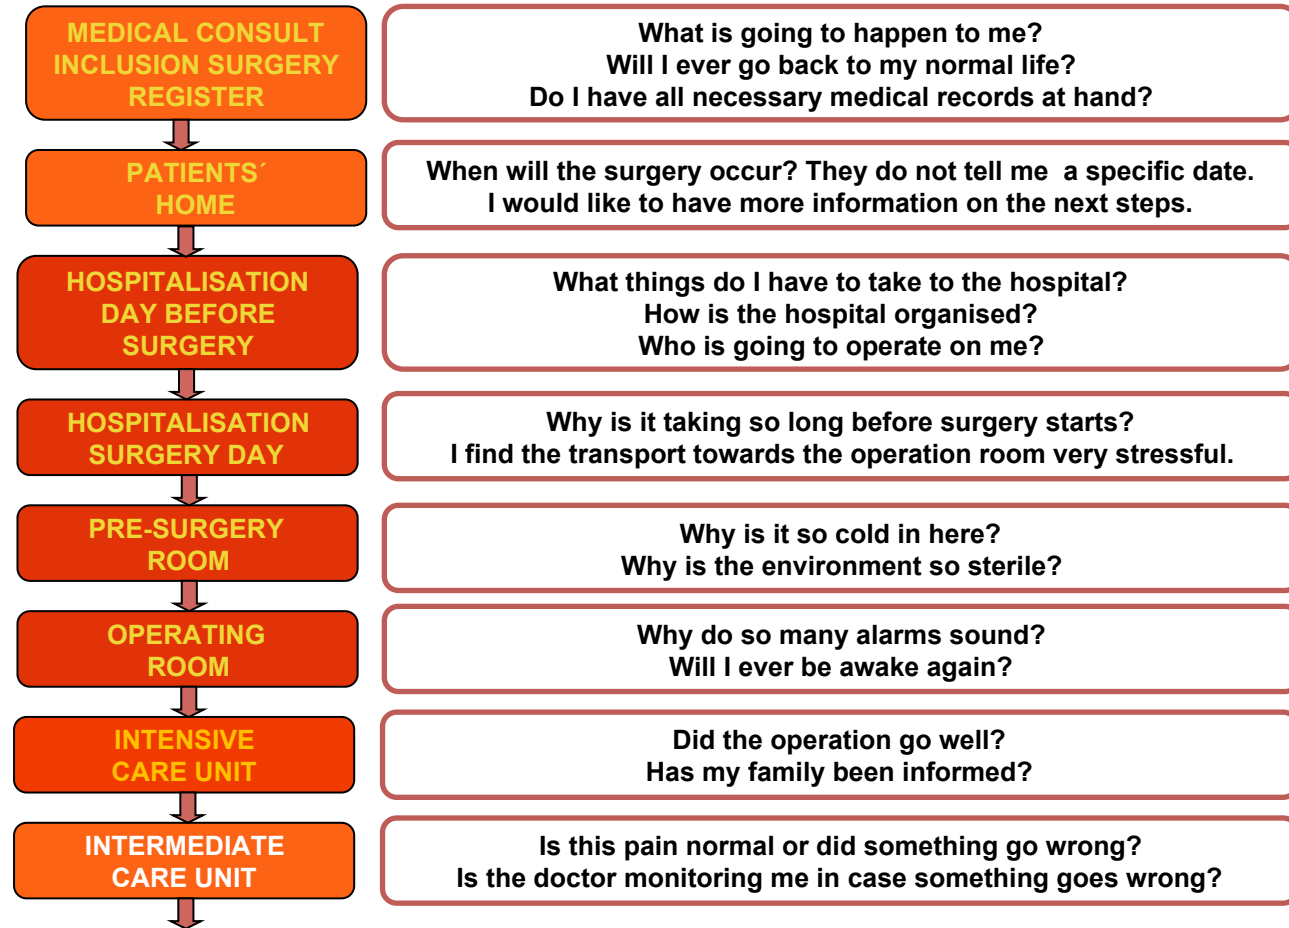 MEDICAL CONSULT
INCLUSION SURGERY
REGISTER
What is going to happen to me?
Will I ever go back to my normal life?
Do I have all necessary medical records at hand?
PATIENTS´
HOME
When will the surgery occur? They do not tell me  a specific date.
I would like to have more information on the next steps.
HOSPITALISATION
DAY BEFORE
SURGERY
What things do I have to take to the hospital?
How is the hospital organised?
Who is going to operate on me?
HOSPITALISATION
SURGERY DAY
Why is it taking so long before surgery starts?
I find the transport towards the operation room very stressful.
PRE-SURGERY
ROOM
Why is it so cold in here?
Why is the environment so sterile?
OPERATING
ROOM
Why do so many alarms sound?
Will I ever be awake again?
INTENSIVE
CARE UNIT
Did the operation go well?
Has my family been informed?
INTERMEDIATE
CARE UNIT
Is this pain normal or did something go wrong?
Is the doctor monitoring me in case something goes wrong?